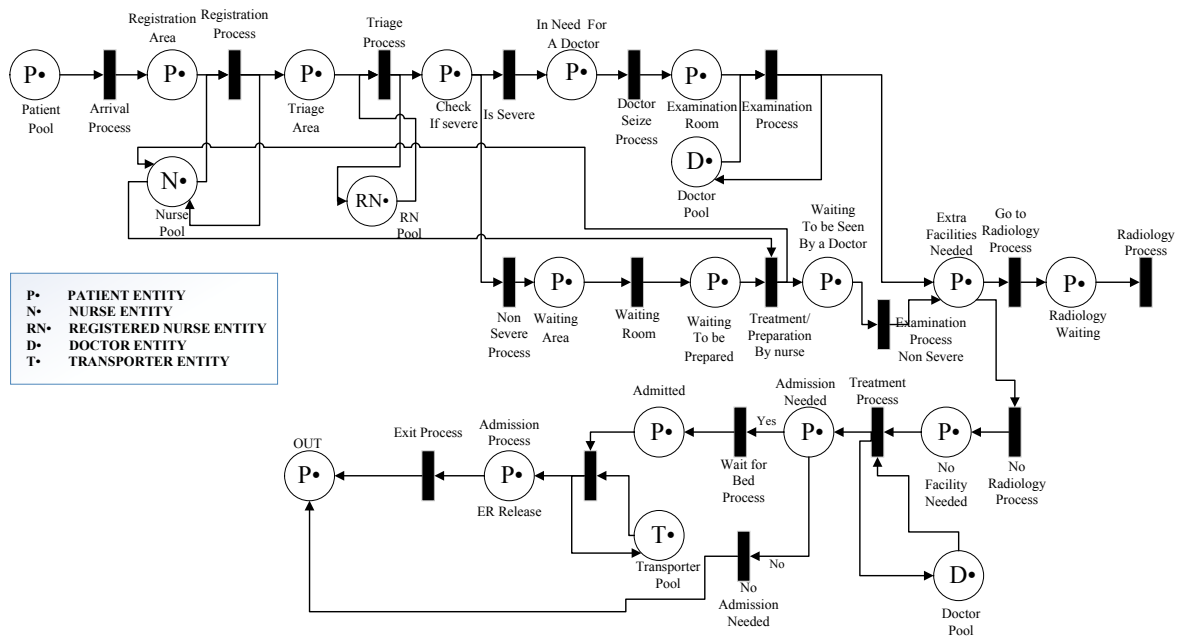 Registration
Area
Registration
Process
Triage
Process
In Need For
A Doctor
P•
P•
P•
P•
P•
P•
Patient
Pool
Arrival
Process
Triage
Area
Check
If severe
Is Severe
Doctor
Seize
Process
Examination
Room
Examination
Process
N•
Nurse
Pool
RN•
RN
Pool
D•
Doctor
Pool
Waiting
To be Seen
By a Doctor
Extra
Facilities
Needed
Go to
Radiology
Process
Radiology
Process
P•
P•
P•
P•
P•
Non
Severe
Process
Waiting
Area
Waiting
Room
Waiting
To be
Prepared
Treatment/
Preparation
By nurse
Examination
Process
Non Severe
Radiology
Waiting
P• PATIENT ENTITY
N• NURSE ENTITY
RN• REGISTERED NURSE ENTITY
D• DOCTOR ENTITY
T• TRANSPORTER ENTITY
OUT
Exit Process
Admission
Process
Admitted
Admission
Needed
Treatment
Process
P•
P•
P•
Yes
P•
P•
ER Release
Wait for
Bed
Process
No
Facility
Needed
No
Radiology
Process
T•
Transporter
Pool
No
No
Admission
Needed
D•
Doctor
Pool